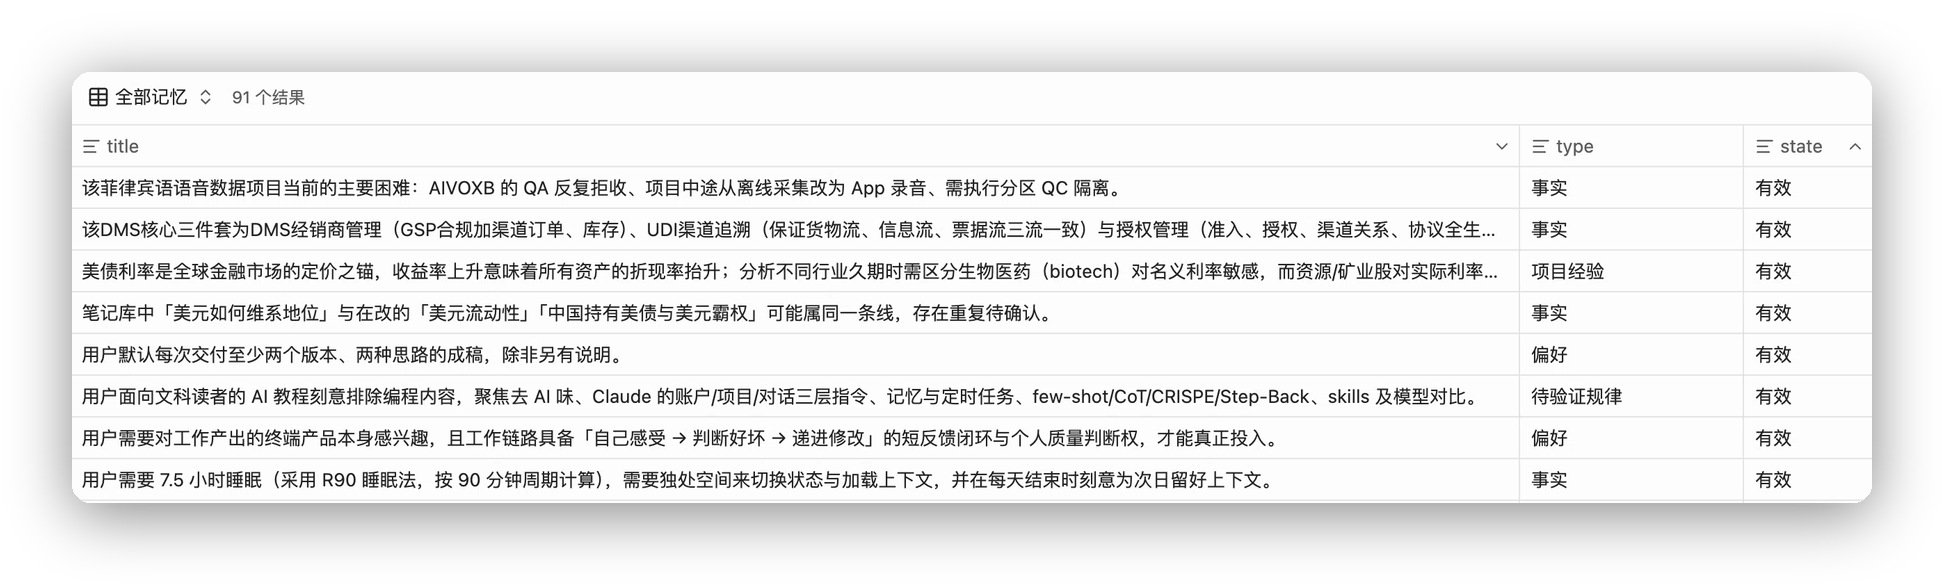 全部记忆 91 个结果
title type state
该菲律宾语语音数据项目当前的主要困难：AIVOXB 的 QA 反复拒收、项目中途从离线采集改为 App 录音、需执行分区 QC 隔离。 事实 有效
该DMS核心三件套为DMS经销商管理（GSP合规加渠道订单、库存）、UDI渠道追溯（保证货物流、信息流、票据流三流一致）与授权管理（准入、授权、渠道关系、协议全生... 事实 有效
美债利率是全球金融市场的定价之锚，收益率上升意味着所有资产的折现率抬升；分析不同行业久期时需区分生物医药（biotech）对名义利率敏感，而资源/矿业股对实际利率... 项目经验 有效
笔记库中「美元如何维系地位」与在改的「美元流动性」「中国持有美债与美元霸权」可能属同一条线，存在重复待确认。 事实 有效
用户默认每次交付至少两个版本、两种思路的成稿，除非另有说明。 偏好 有效
用户面向文科读者的 AI 教程刻意排除编程内容，聚焦去 AI 味、Claude 的账户/项目/对话三层指令、记忆与定时任务、few-shot/CoT/CRISPE/Step-Back、skills 及模型对比。 待验证规律 有效
用户需要对工作产出的终端产品本身感兴趣，且工作链路具备「自己感受 → 判断好坏 → 递进修改」的短反馈闭环与个人质量判断权，才能真正投入。 偏好 有效
用户需要 7.5 小时睡眠（采用 R90 睡眠法，按 90 分钟周期计算），需要独处空间来切换状态与加载上下文，并在每天结束时刻意为次日留好上下文。 事实 有效